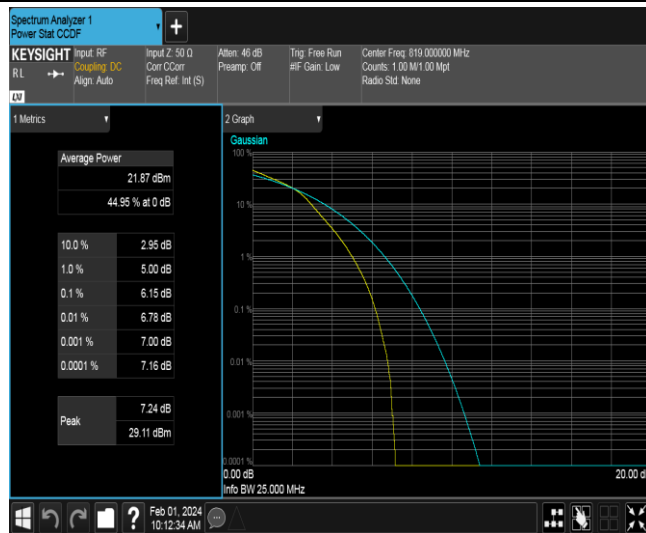 Spectrum Analyzer 1
Power Stat CCDF
+
KEYSIGHT
RL
Input: RF
Coupling: DC
Align: Auto
Input Z: 50 Ω
Corr CCorr
Freq Ref: Int (S)
Atten: 46 dB
Preamp: Off
Trig: Free Run
#IF Gain: Low
Center Freq: 819.000000 MHz
Counts: 1.00 M/1.00 Mpt
Radio Std: None
1 Metrics
Average Power
21.87 dBm
44.95 % at 0 dB
10.0 % 2.95 dB
1.0 % 5.00 dB
0.1 % 6.15 dB
0.01 % 6.78 dB
0.001 % 7.00 dB
0.0001 % 7.16 dB
Peak
7.24 dB
29.11 dBm
2 Graph
Gaussian
100 %
10 %
1 %
0.1 %
0.01 %
0.001 %
0.0001 %
0.00 dB
20.00 d
Info BW 25.000 MHz
?
Feb 01, 2024
10:12:34 AM